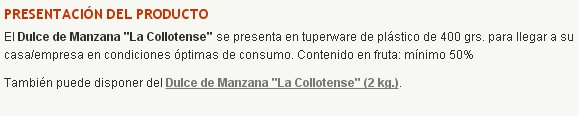 PRESENTACIÓN DEL PRODUCTO
El Dulce de Manzana "La Collotense" se presenta en tuperware de plástico de 400 grs. para llegar a su
casa/empresa en condiciones óptimas de consumo. Contenido en fruta: mínimo 50%
También puede disponer del Dulce de Manzana "La Collotense" (2 kg.).